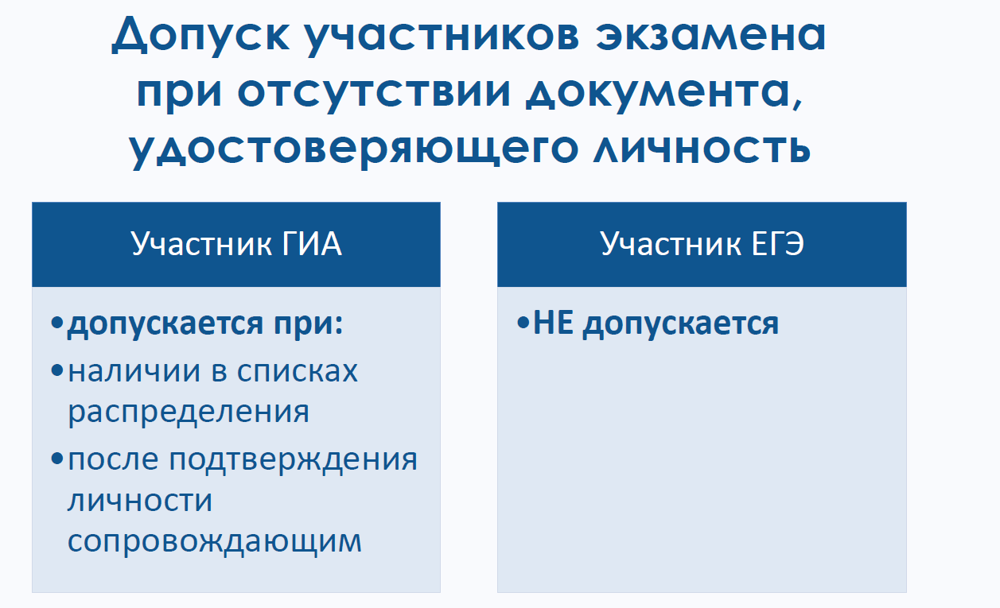 Допуск участников экзамена
при отсутствии документа,
удостоверяющего личность
Участник ГИА
•допускается при:
•наличии в списках
распределения
•после подтверждения
личности
сопровождающим
Участник ЕГЭ
•НЕ допускается